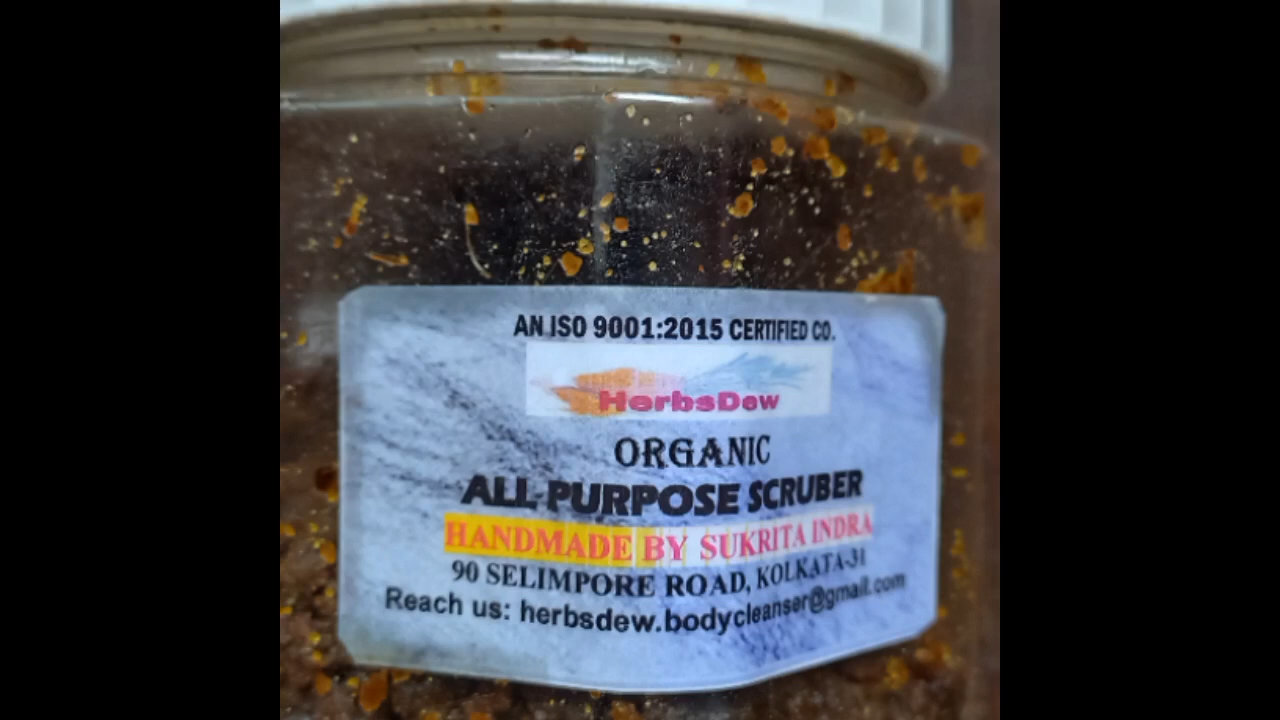 AN ISO 9001:2015 CERTIFIED CO.
HerbsDew
ORGANIC
ALL PURPOSE SCRUBER
HANDMADE BY SUKRITA INDRA
90 SELIMPORE ROAD, KOLKATA-31
Reach us: herbsdew.bodycleanser@gmail.com